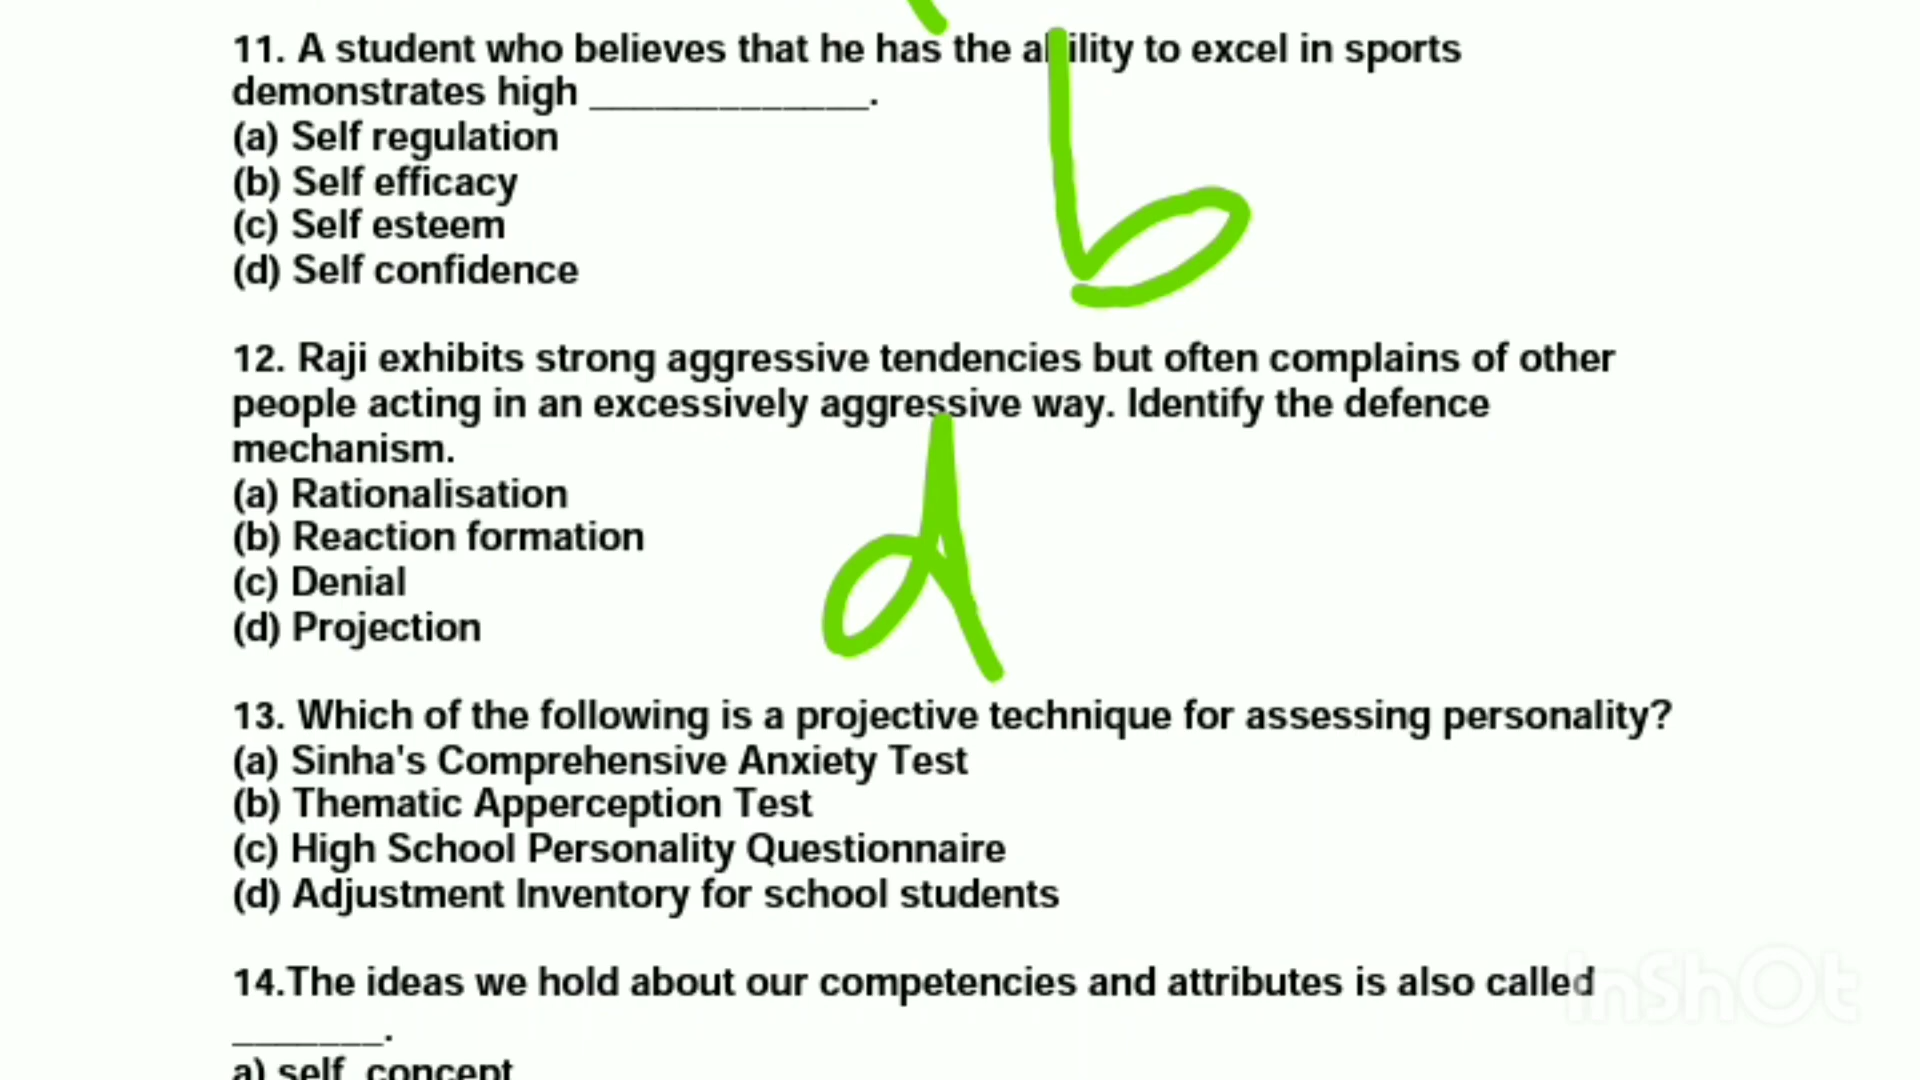 11. A student who believes that he has the ability to excel in sports
demonstrates high _____________.
(a) Self regulation
(b) Self efficacy
(c) Self esteem
(d) Self confidence
b
12. Raji exhibits strong aggressive tendencies but often complains of other
people acting in an excessively aggressive way. Identify the defence
mechanism.
(a) Rationalisation
(b) Reaction formation
(c) Denial
(d) Projection
d
13. Which of the following is a projective technique for assessing personality?
(a) Sinha's Comprehensive Anxiety Test
(b) Thematic Apperception Test
(c) High School Personality Questionnaire
(d) Adjustment Inventory for school students
14.The ideas we hold about our competencies and attributes is also called
_______.
a) self concept
InShOt